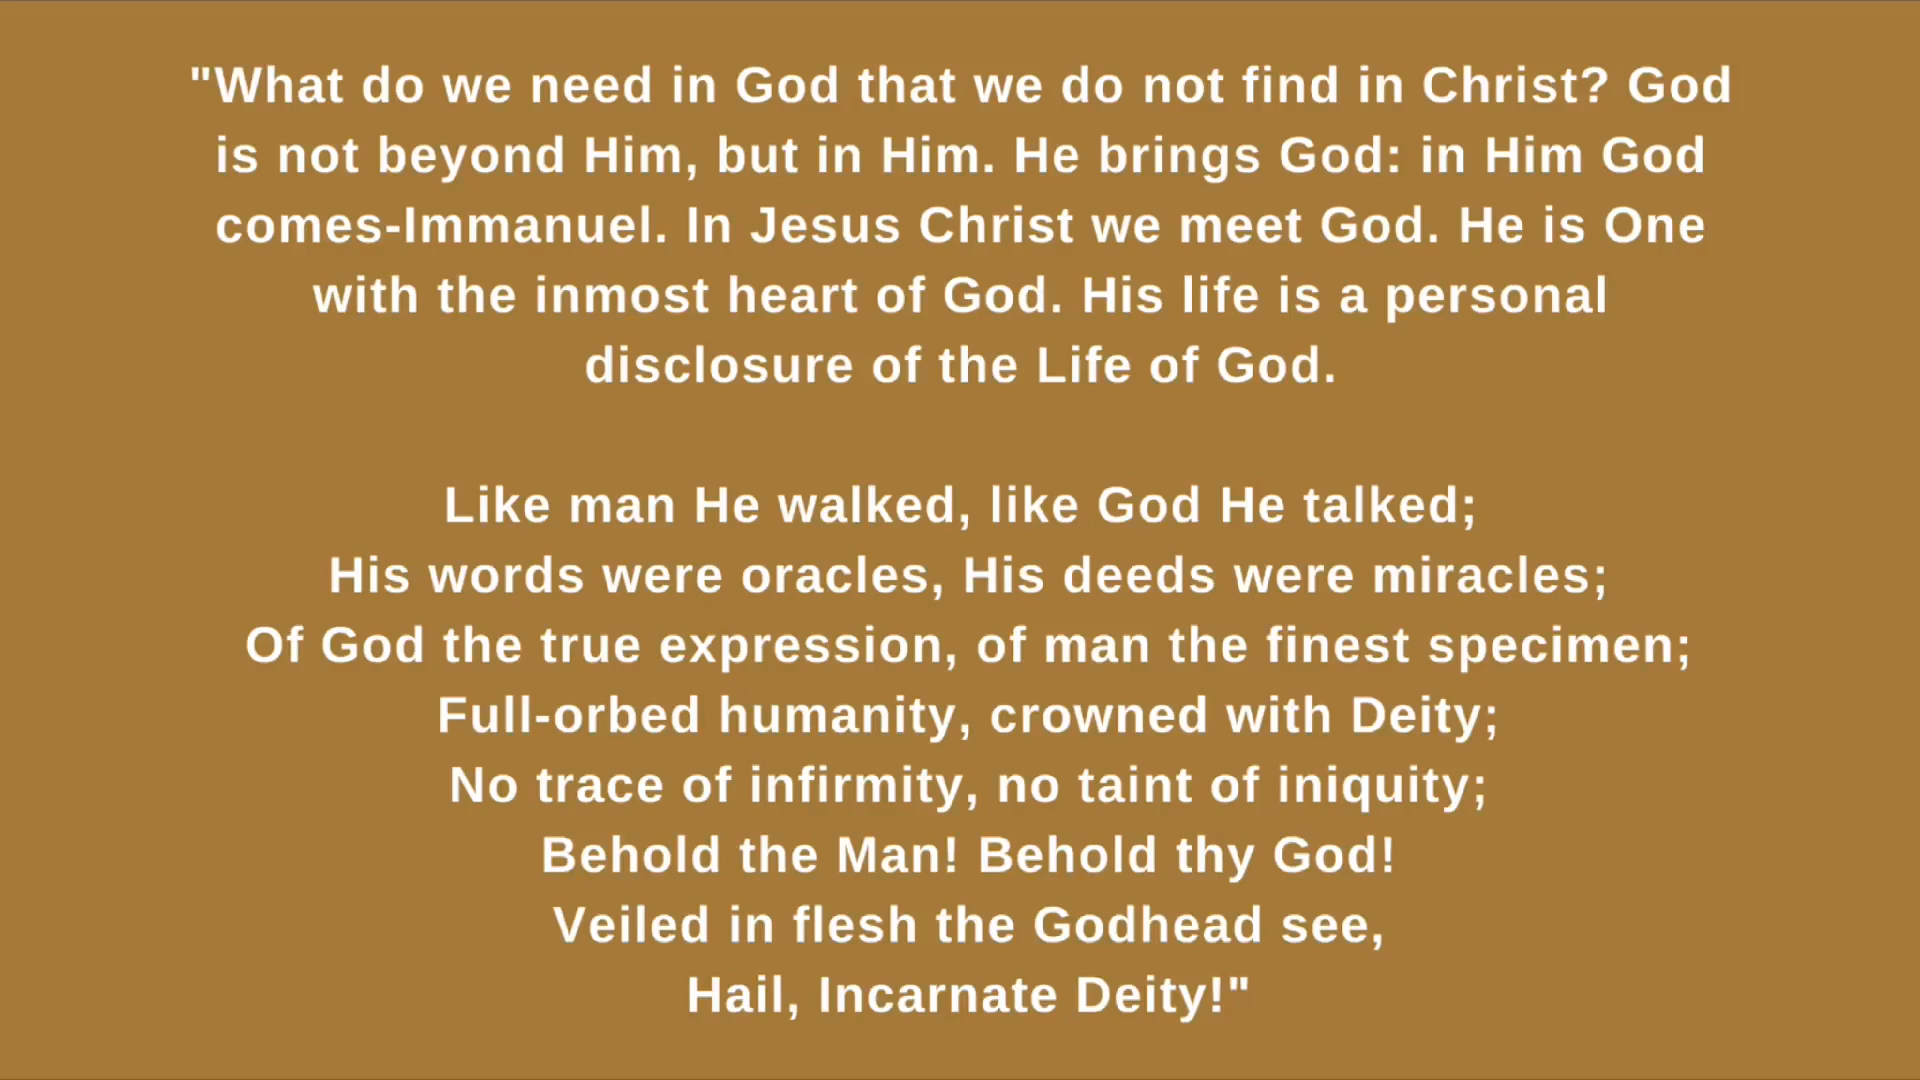 "What do we need in God that we do not find in Christ? God
is not beyond Him, but in Him. He brings God: in Him God
comes-Immanuel. In Jesus Christ we meet God. He is One
with the inmost heart of God. His life is a personal
disclosure of the Life of God.
Like man He walked, like God He talked;
His words were oracles, His deeds were miracles;
Of God the true expression, of man the finest specimen;
Full-orbed humanity, crowned with Deity;
No trace of infirmity, no taint of iniquity;
Behold the Man! Behold thy God!
Veiled in flesh the Godhead see,
Hail, Incarnate Deity!"